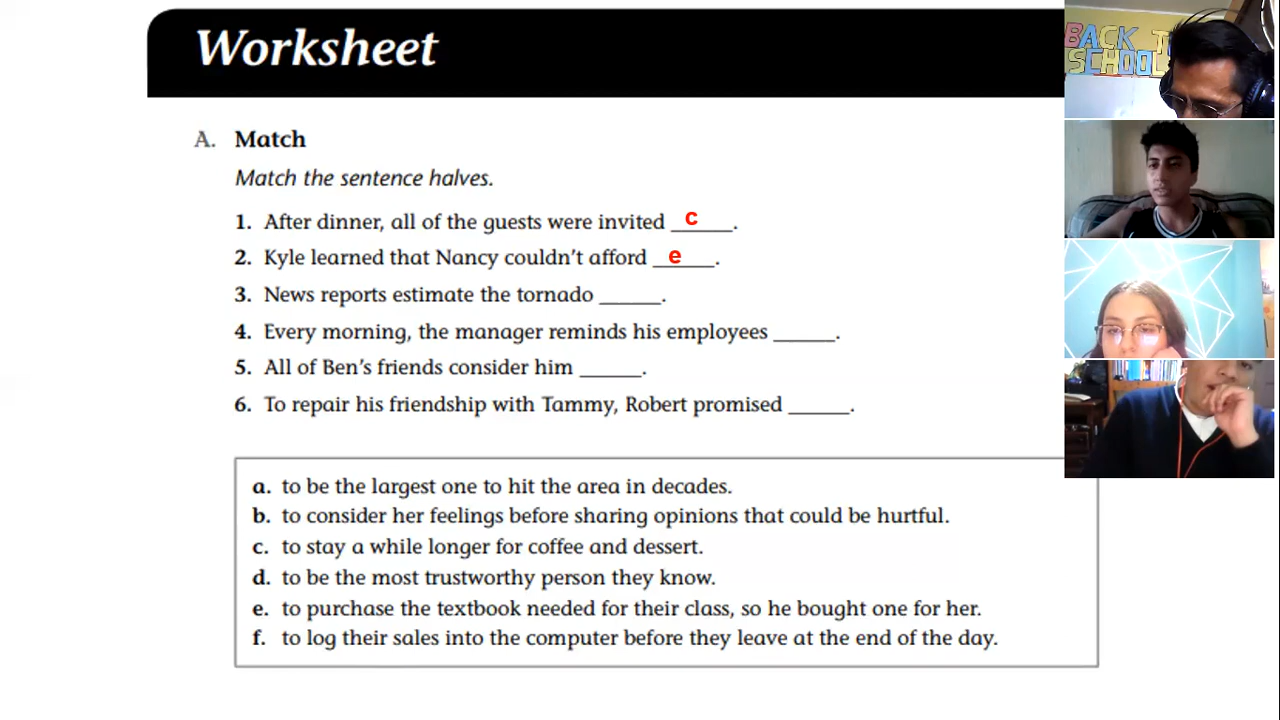 Worksheet
A. Match
Match the sentence halves.
1. After dinner, all of the guests were invited __c__.
2. Kyle learned that Nancy couldn't afford __e__.
3. News reports estimate the tornado _____.
4. Every morning, the manager reminds his employees _____.
5. All of Ben's friends consider him _____.
6. To repair his friendship with Tammy, Robert promised _____.
a. to be the largest one to hit the area in decades.
b. to consider her feelings before sharing opinions that could be hurtful.
c. to stay a while longer for coffee and dessert.
d. to be the most trustworthy person they know.
e. to purchase the textbook needed for their class, so he bought one for her.
f. to log their sales into the computer before they leave at the end of the day.
BACK
SCHOOL